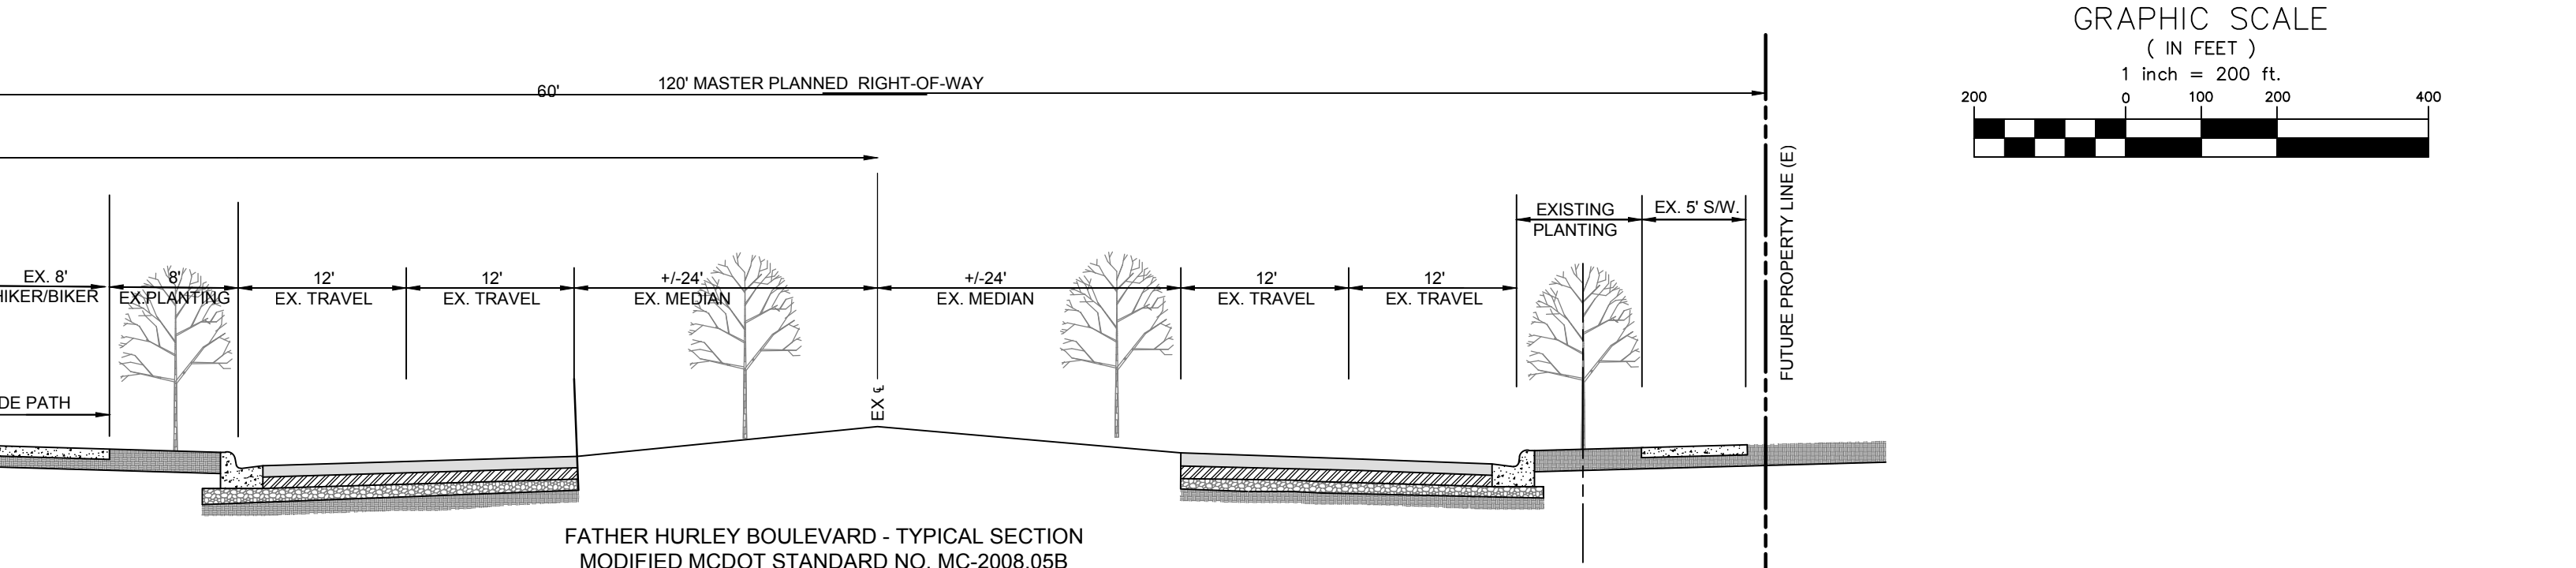 GRAPHIC SCALE
( IN FEET )
1 inch = 200 ft.
200 0 100 200 400
120' MASTER PLANNED RIGHT-OF-WAY
60'
FUTURE PROPERTY LINE (E)
EXISTING
PLANTING
EX. 5' S/W.
EX. 8'
HIKER/BIKER
8'
EX.PLANTING
12'
EX. TRAVEL
12'
EX. TRAVEL
+/-24'
EX. MEDIAN
+/-24'
EX. MEDIAN
12'
EX. TRAVEL
12'
EX. TRAVEL
DE PATH
EX ℄
FATHER HURLEY BOULEVARD - TYPICAL SECTION
MODIFIED MCDOT STANDARD NO. MC-2008.05B